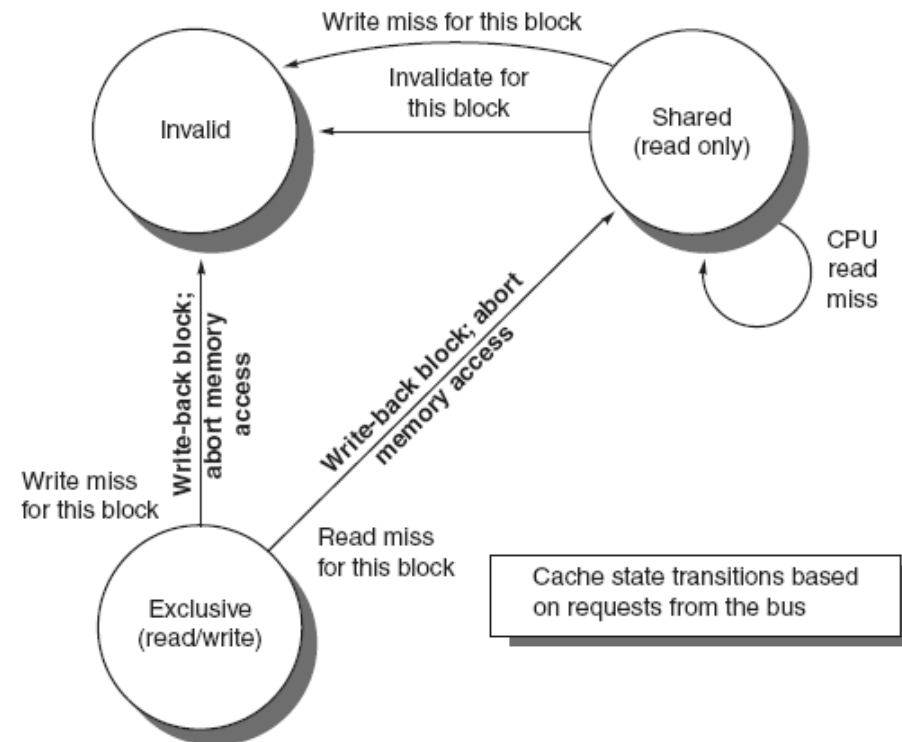 Write miss for this block
Invalidate for
this block
Invalid
Shared
(read only)
CPU
read
miss
Write-back block;
abort memory
access
Write-back block; abort
memory access
Write miss
for this block
Read miss
for this block
Exclusive
(read/write)
Cache state transitions based
on requests from the bus